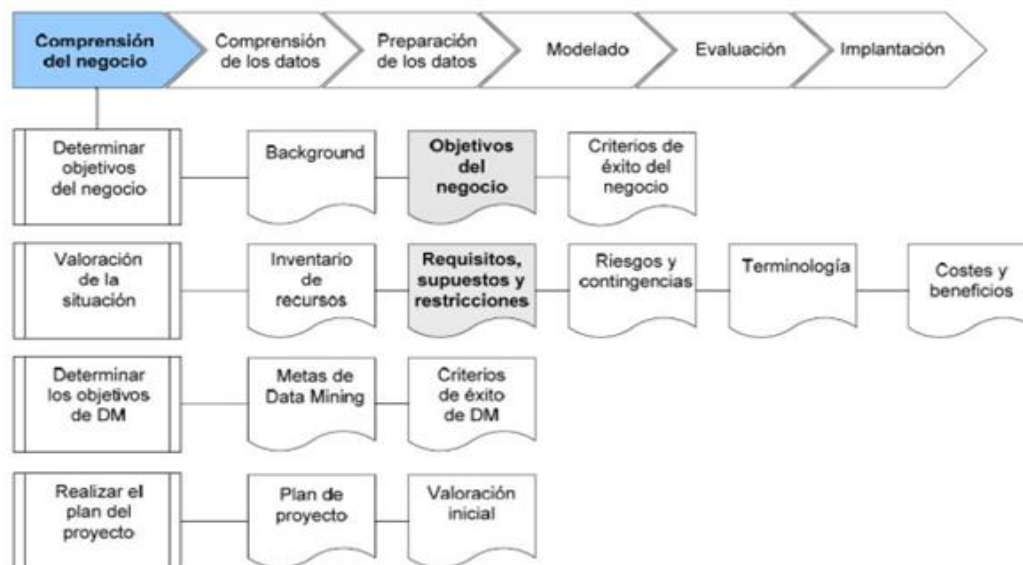 Comprensión
del negocio
Comprensión
de los datos
Preparación
de los datos
Modelado
Evaluación
Implantación
Determinar
objetivos
del negocio
Background
Objetivos
del
negocio
Criterios de
éxito del
negocio
Valoración
de la
situación
Inventario
de
recursos
Requisitos,
supuestos y
restricciones
Riesgos y
contingencias
Terminología
Costes y
beneficios
Determinar
los objetivos
de DM
Metas de
Data Mining
Criterios
de éxito
de DM
Realizar el
plan del
proyecto
Plan de
proyecto
Valoración
inicial